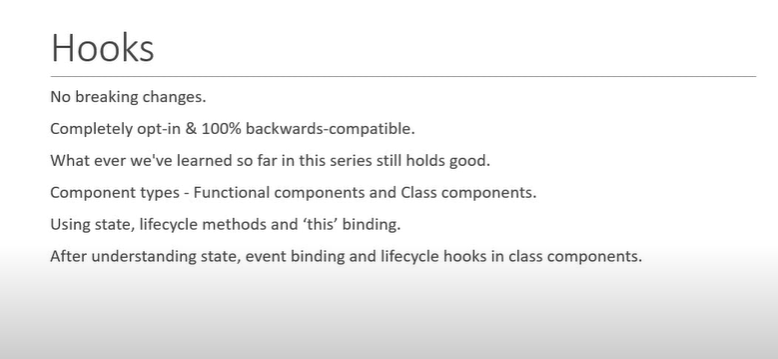 Hooks
No breaking changes.
Completely opt-in & 100% backwards-compatible.
What ever we've learned so far in this series still holds good.
Component types - Functional components and Class components.
Using state, lifecycle methods and ‘this’ binding.
After understanding state, event binding and lifecycle hooks in class components.